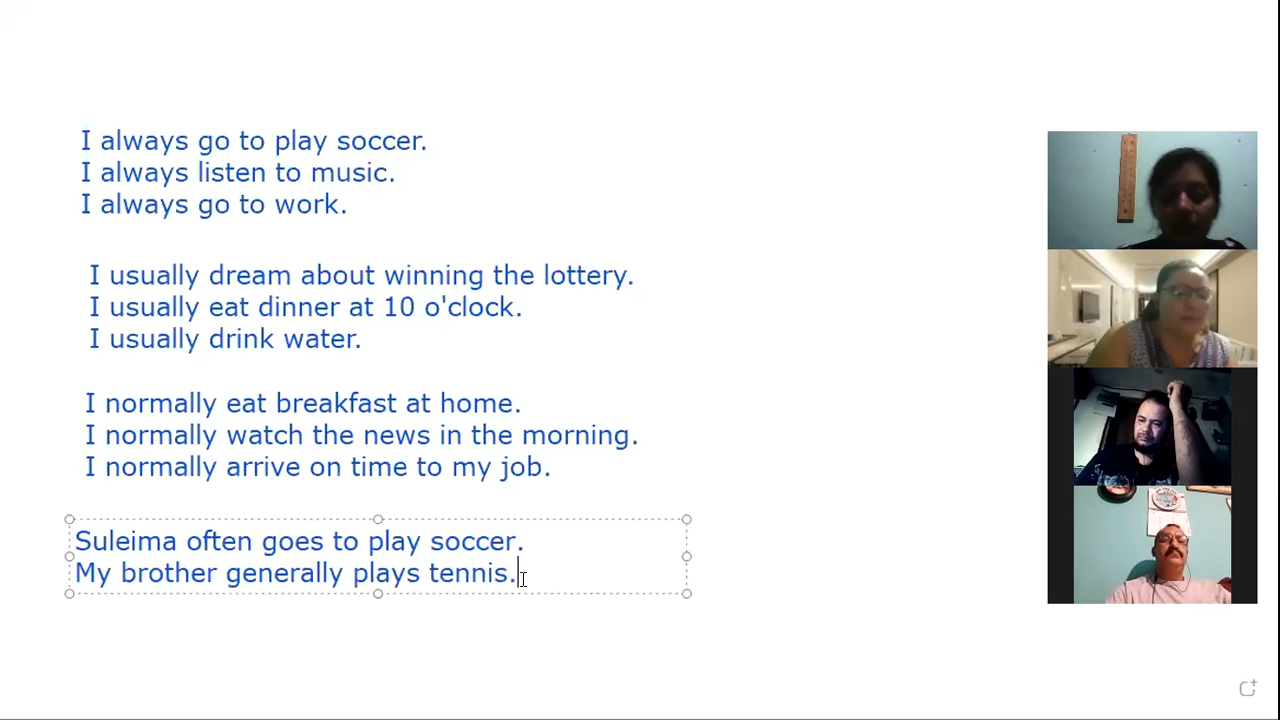 I always go to play soccer.
I always listen to music.
I always go to work.
I usually dream about winning the lottery.
I usually eat dinner at 10 o'clock.
I usually drink water.
I normally eat breakfast at home.
I normally watch the news in the morning.
I normally arrive on time to my job.
Suleima often goes to play soccer.
My brother generally plays tennis.